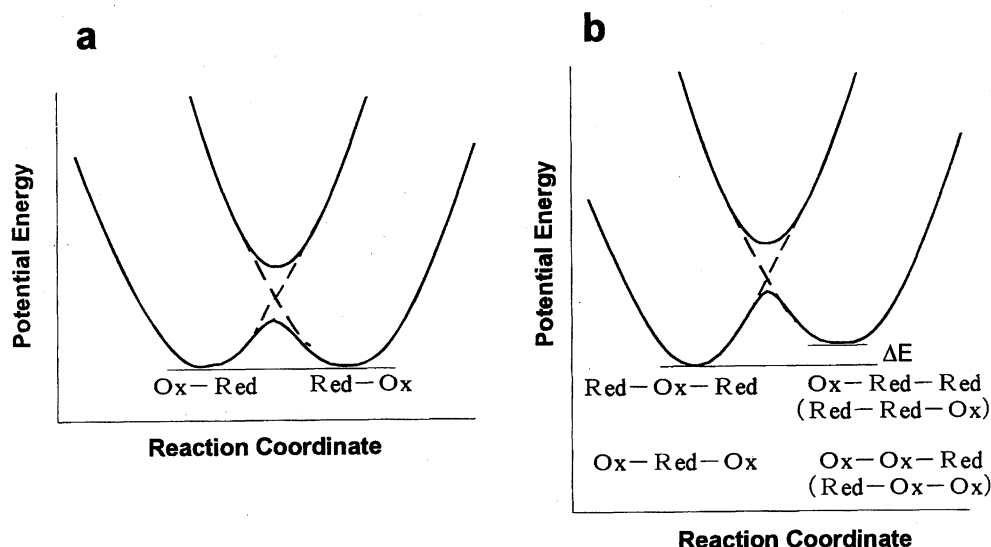 a
Potential Energy
Ox–Red
Red–Ox
Reaction Coordinate
b
Potential Energy
ΔE
Red–Ox–Red
Ox–Red–Red
(Red–Red–Ox)
Ox–Red–Ox
Ox–Ox–Red
(Red–Ox–Ox)
Reaction Coordinate